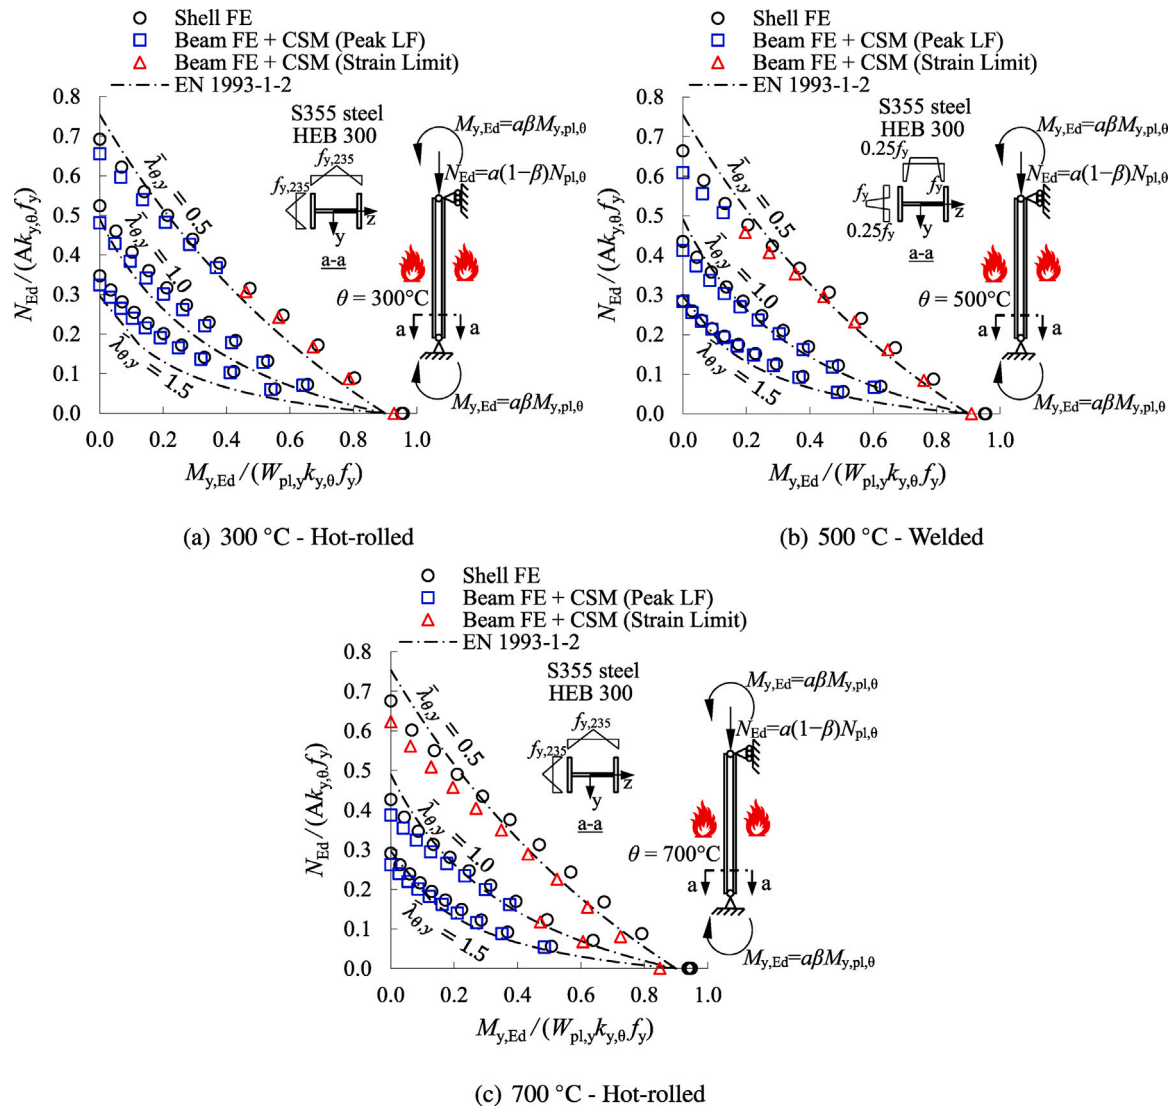 Shell FE
Beam FE + CSM (Peak LF)
Beam FE + CSM (Strain Limit)
EN 1993-1-2
S355 steel
HEB 300
f_y,235
f_y,235
z
y
a-a
M_y,Ed=aβM_y,pl,θ
N_Ed=a(1−β)N_pl,θ
θ = 300°C
a a
M_y,Ed=aβM_y,pl,θ
λ̄_θ,y = 0.5
λ̄_θ,y = 1.0
λ̄_θ,y = 1.5
N_Ed / (Ak_y,θ f_y)
0.8
0.7
0.6
0.5
0.4
0.3
0.2
0.1
0.0
0.0 0.2 0.4 0.6 0.8 1.0
M_y,Ed / (W_pl,y k_y,θ f_y)
(a) 300 °C - Hot-rolled
Shell FE
Beam FE + CSM (Peak LF)
Beam FE + CSM (Strain Limit)
EN 1993-1-2
S355 steel
HEB 300
0.25f_y
f_y
f_y
0.25f_y
z
y
a-a
M_y,Ed=aβM_y,pl,θ
N_Ed=a(1−β)N_pl,θ
θ = 500°C
a a
M_y,Ed=aβM_y,pl,θ
λ̄_θ,y = 0.5
λ̄_θ,y = 1.0
λ̄_θ,y = 1.5
N_Ed / (Ak_y,θ f_y)
0.8
0.7
0.6
0.5
0.4
0.3
0.2
0.1
0.0
0.0 0.2 0.4 0.6 0.8 1.0
M_y,Ed / (W_pl,y k_y,θ f_y)
(b) 500 °C - Welded
Shell FE
Beam FE + CSM (Peak LF)
Beam FE + CSM (Strain Limit)
EN 1993-1-2
S355 steel
HEB 300
f_y,235
f_y,235
z
y
a-a
M_y,Ed=aβM_y,pl,θ
N_Ed=a(1−β)N_pl,θ
θ = 700°C
a a
M_y,Ed=aβM_y,pl,θ
λ̄_θ,y = 0.5
λ̄_θ,y = 1.0
λ̄_θ,y = 1.5
N_Ed / (Ak_y,θ f_y)
0.8
0.7
0.6
0.5
0.4
0.3
0.2
0.1
0.0
0.0 0.2 0.4 0.6 0.8 1.0
M_y,Ed / (W_pl,y k_y,θ f_y)
(c) 700 °C - Hot-rolled